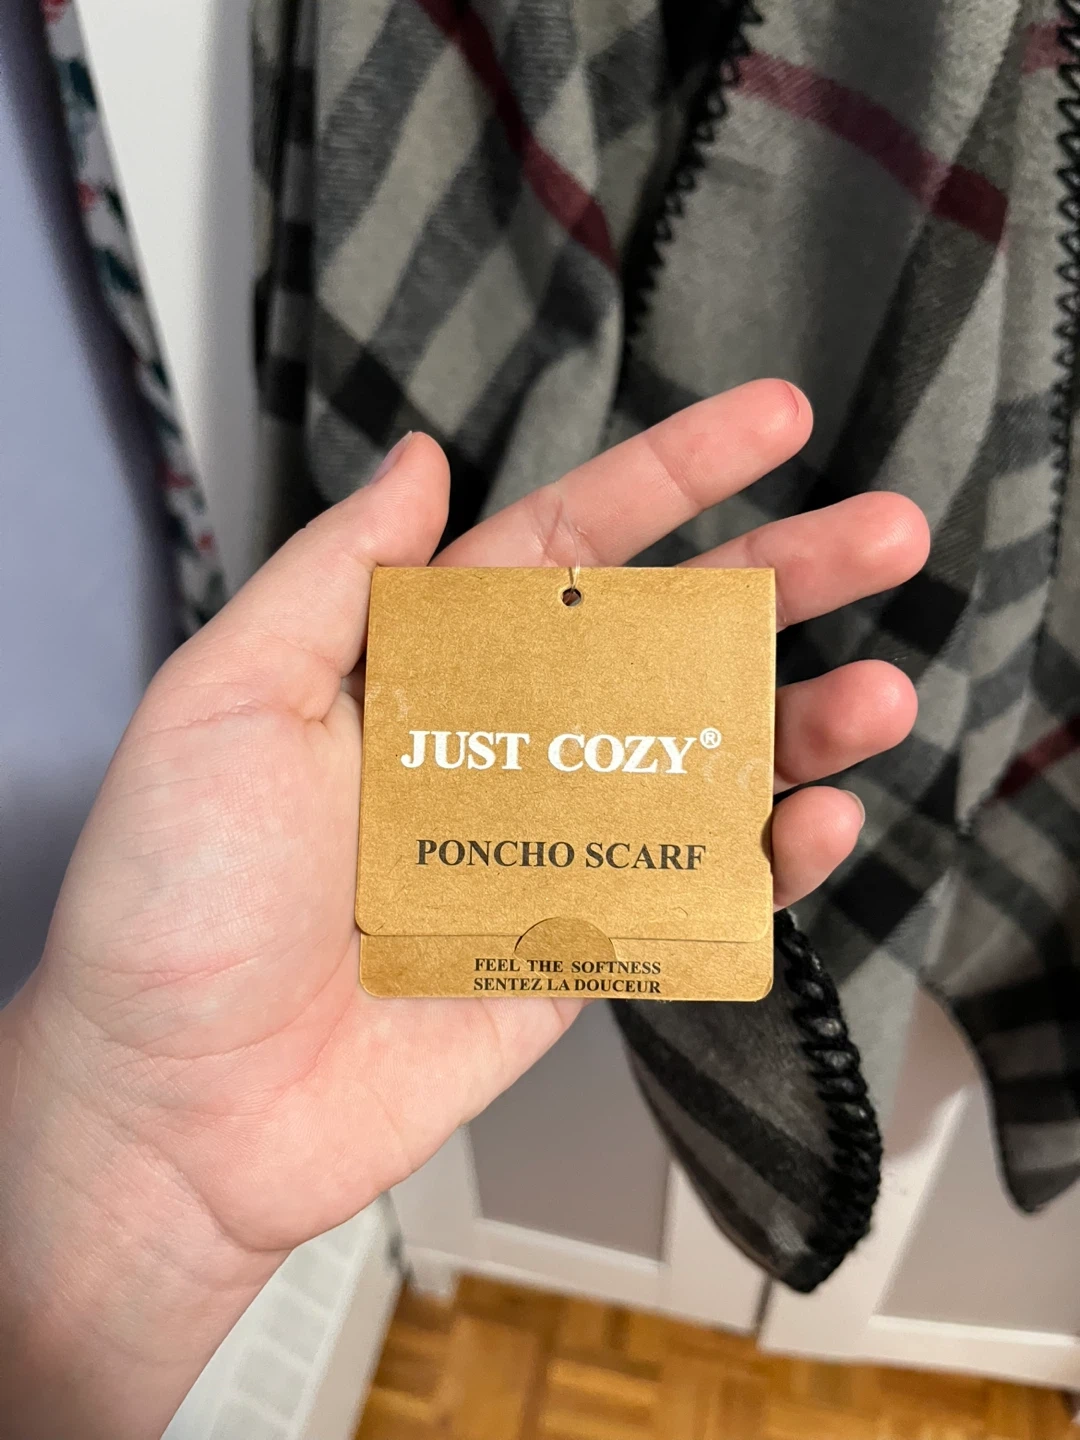 JUST COZY®
PONCHO SCARF
FEEL THE SOFTNESS
SENTEZ LA DOUCEUR